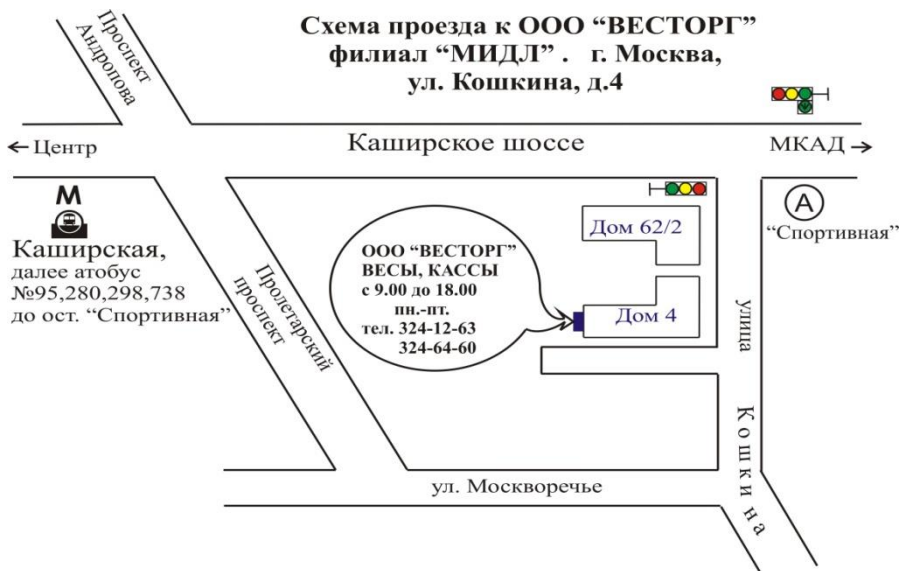 Схема проезда к ООО “ВЕСТОРГ”
филиал “МИДЛ” . г. Москва,
ул. Кошкина, д.4
Проспект
Андропова
← Центр
Каширское шоссе
МКАД →
М
Каширская,
далее атобус
№95,280,298,738
до ост. “Спортивная”
Пролетарский
проспект
ООО “ВЕСТОРГ”
ВЕСЫ, КАССЫ
с 9.00 до 18.00
пн.-пт.
тел. 324-12-63
324-64-60
Дом 62/2
Дом 4
А
“Спортивная”
улица Кошкина
ул. Москворечье